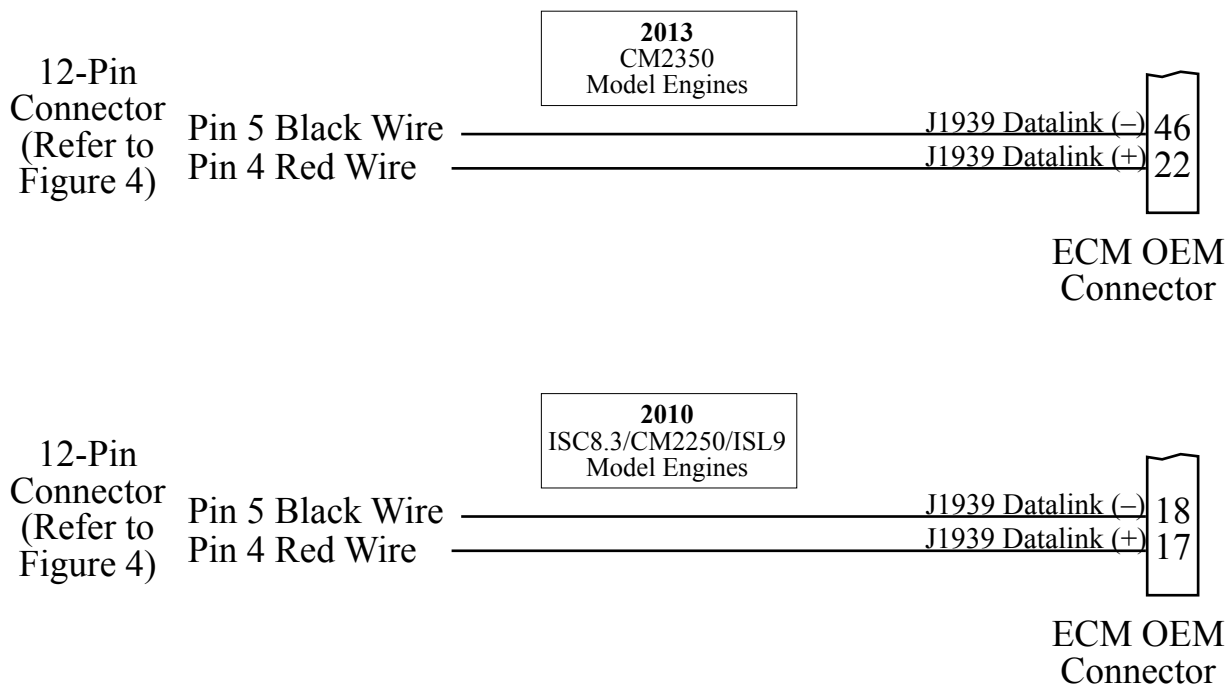 2013
CM2350
Model Engines
12-Pin
Connector
(Refer to
Figure 4)
Pin 5 Black Wire
J1939 Datalink (–)
46
Pin 4 Red Wire
J1939 Datalink (+)
22
ECM OEM
Connector
2010
ISC8.3/CM2250/ISL9
Model Engines
12-Pin
Connector
(Refer to
Figure 4)
Pin 5 Black Wire
J1939 Datalink (–)
18
Pin 4 Red Wire
J1939 Datalink (+)
17
ECM OEM
Connector